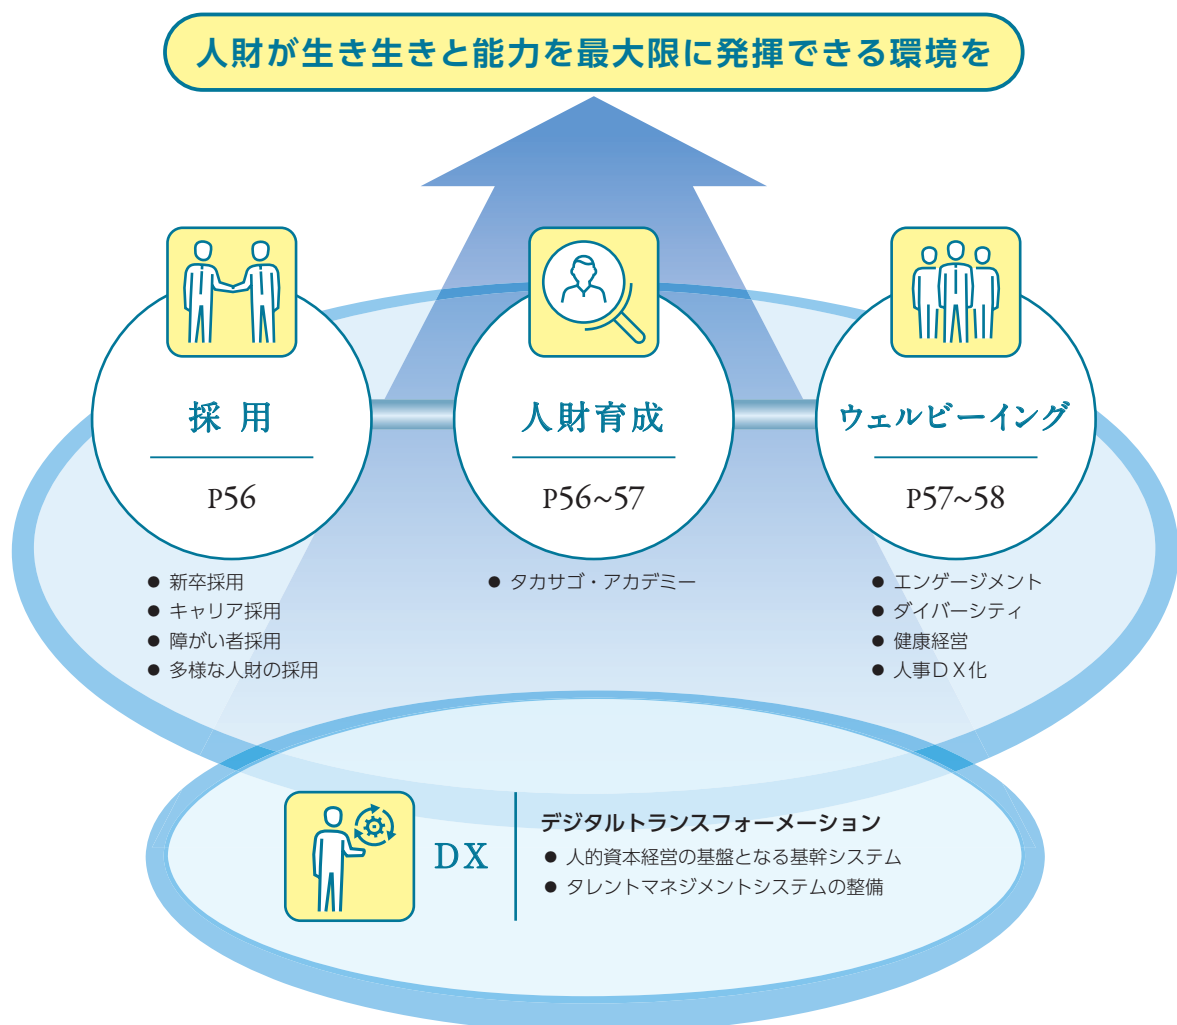 人財が生き生きと能力を最大限に発揮できる環境を
採用
P56
● 新卒採用
● キャリア採用
● 障がい者採用
● 多様な人財の採用
人財育成
P56~57
● タカサゴ・アカデミー
ウェルビーイング
P57~58
● エンゲージメント
● ダイバーシティ
● 健康経営
● 人事DX化
DX
デジタルトランスフォーメーション
● 人的資本経営の基盤となる基幹システム
● タレントマネジメントシステムの整備